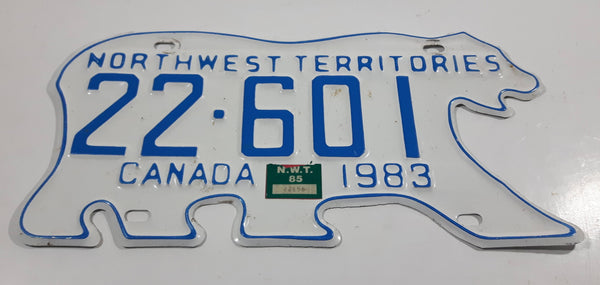 NORTHWEST TERRITORIES
22·601
CANADA 1983
N.W.T.
85